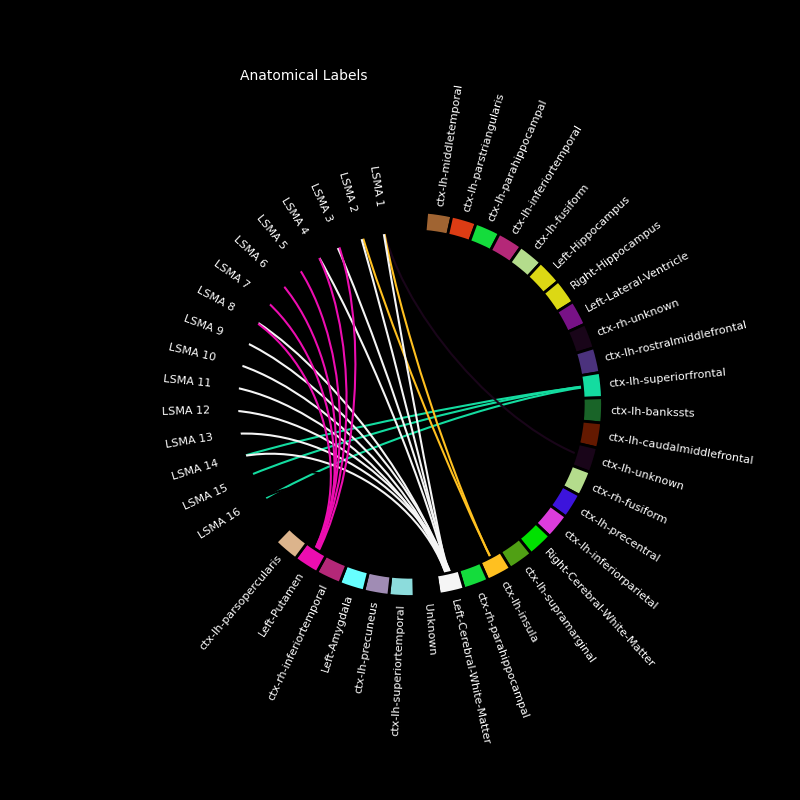 Anatomical Labels
LSMA 1
LSMA 2
LSMA 3
LSMA 4
LSMA 5
LSMA 6
LSMA 7
LSMA 8
LSMA 9
LSMA 10
LSMA 11
LSMA 12
LSMA 13
LSMA 14
LSMA 15
LSMA 16
ctx-lh-middletemporal
ctx-lh-parstriangularis
ctx-lh-parahippocampal
ctx-lh-inferiortemporal
ctx-lh-fusiform
Left-Hippocampus
Right-Hippocampus
Left-Lateral-Ventricle
ctx-rh-unknown
ctx-lh-rostralmiddlefrontal
ctx-lh-superiorfrontal
ctx-lh-bankssts
ctx-lh-caudalmiddlefrontal
ctx-lh-unknown
ctx-rh-fusiform
ctx-lh-precentral
ctx-lh-inferiorparietal
Right-Cerebral-White-Matter
ctx-lh-supramarginal
ctx-lh-insula
ctx-rh-parahippocampal
Left-Cerebral-White-Matter
Unknown
ctx-lh-superiortemporal
ctx-lh-precuneus
Left-Amygdala
ctx-rh-inferiortemporal
Left-Putamen
ctx-lh-parsopercularis